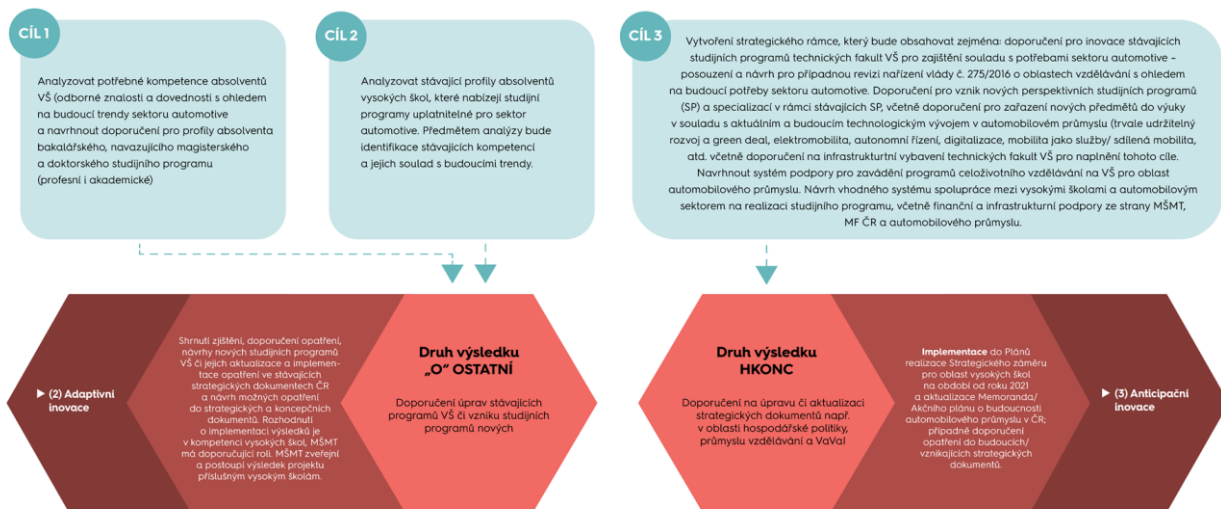 CÍL 1
Analyzovat potřebné kompetence absolventů
VŠ (odborné znalosti a dovednosti s ohledem
na budoucí trendy sektoru automotive
a navrhnout doporučení pro profily absolventa
bakalářského, navazujícího magisterského
a doktorského studijního programu
(profesní i akademické)
CÍL 2
Analyzovat stávající profily absolventů
vysokých škol, které nabízejí studijní
programy uplatnitelné pro sektor
automotive. Předmětem analýzy bude
identifikace stávajících kompetencí
a jejich soulad s budoucími trendy.
CÍL 3
Vytvoření strategického rámce, který bude obsahovat zejména: doporučení pro inovace stávajících
studijních programů technických fakult VŠ pro zajištění souladu s potřebami sektoru automotive –
posouzení a návrh pro případnou revizi nařízení vlády č. 275/2016 o oblastech vzdělávání s ohledem
na budoucí potřeby sektoru automotive. Doporučení pro vznik nových perspektivních studijních programů
(SP) a specializací v rámci stávajících SP, včetně doporučení pro zařazení nových předmětů do výuky
v souladu s aktuálním a budoucím technologickým vývojem v automobilovém průmyslu (trvale udržitelný
rozvoj a green deal, elektromobilita, autonomní řízení, digitalizace, mobilita jako služby/ sdílená mobilita,
atd. včetně doporučení na infrastrukturtní vybavení technických fakult VŠ pro naplnění tohoto cíle.
Navrhnout systém podpory pro zavádění programů celoživotního vzdělávání na VŠ pro oblast
automobilového průmyslu. Návrh vhodného systému spolupráce mezi vysokými školami a automobilovým
sektorem na realizaci studijního programu, včetně finanční a infrastrukturní podpory ze strany MŠMT,
MF ČR a automobilového průmyslu.
▶ (2) Adaptivní
inovace
Shrnutí zjištění, doporučení opatření,
návrhy nových studijních programů
VŠ či jejich aktualizace a implemen-
tace opatření ve stávajících
strategických dokumentech ČR
a návrh možných opatření
do strategických a koncepčních
dokumentů. Rozhodnutí
o implementaci výsledků je
v kompetenci vysokých škol, MŠMT
má doporučující roli. MŠMT zveřejní
a postoupí výsledek projektu
příslušným vysokým školám.
Druh výsledku
„O“ OSTATNÍ
Doporučení úprav stávajících
programů VŠ či vzniku studijních
programů nových
Druh výsledku
HKONC
Doporučení na úpravu či aktualizaci
strategických dokumentů např.
v oblasti hospodářské politiky,
průmyslu vzdělávání a VaVaI
Implementace do Plánů
realizace Strategického záměru
pro oblast vysokých škol
na období od roku 2021
a aktualizace Memoranda/
Akčního plánu o budoucnosti
automobilového průmyslu v ČR;
případně doporučení
opatření do budoucích/
vznikajících strategických
dokumentů.
▶ (3) Anticipační
inovace